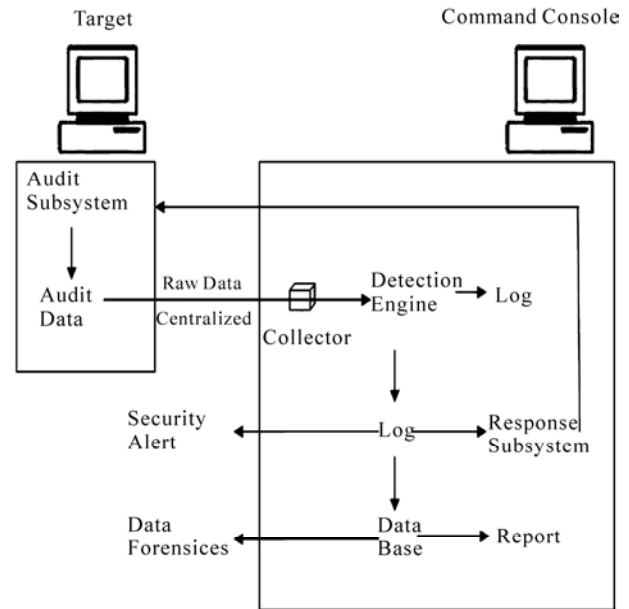 Target
Command Console
Audit
Subsystem
Audit
Data
Raw Data
Centralized
Collector
Detection
Engine
Log
Security
Alert
Log
Response
Subsystem
Data
Forensices
Data
Base
Report